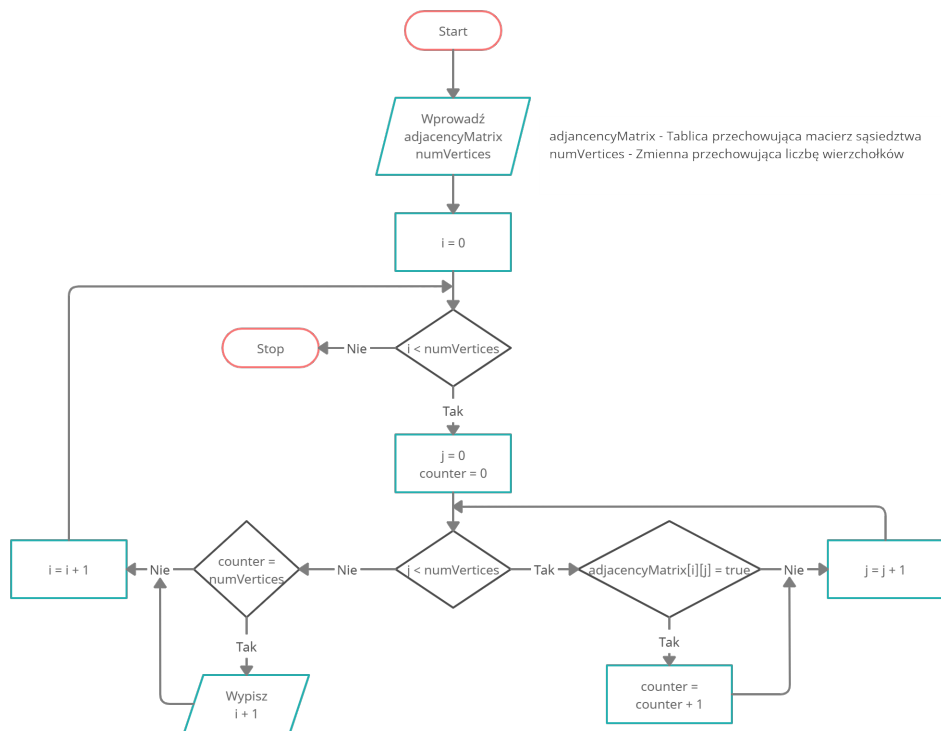 Start
Wprowadź
adjacencyMatrix
numVertices
adjancencyMatrix - Tablica przechowująca macierz sąsiedztwa
numVertices - Zmienna przechowująca liczbę wierzchołków
i = 0
i < numVertices
Nie
Stop
Tak
j = 0
counter = 0
j < numVertices
Nie
Tak
counter =
numVertices
Nie
i = i + 1
Tak
Wypisz
i + 1
adjacencyMatrix[i][j] = true
Nie
j = j + 1
Tak
counter =
counter + 1